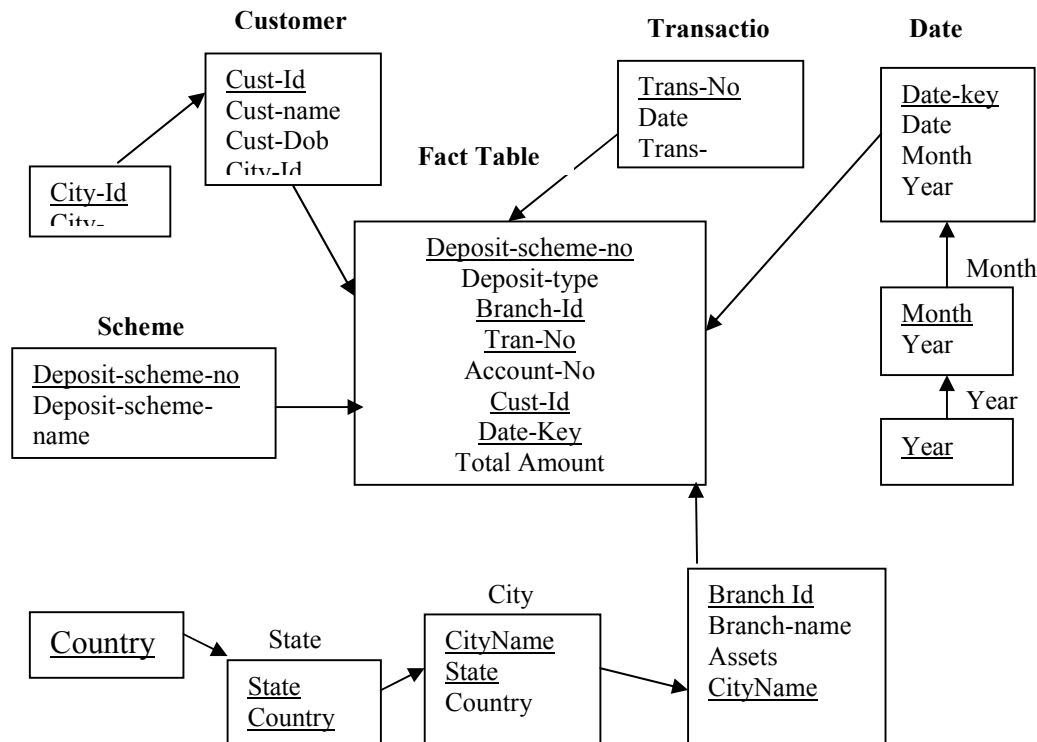 Customer
Transactio
Date
Cust-Id
Cust-name
Cust-Dob
City-Id
Trans-No
Date
Trans-
Date-key
Date
Month
Year
City-Id
City-
Fact Table
Deposit-scheme-no
Deposit-type
Branch-Id
Tran-No
Account-No
Cust-Id
Date-Key
Total Amount
Month
Month
Year
Year
Year
Scheme
Deposit-scheme-no
Deposit-scheme-
name
Country
State
State
Country
City
CityName
State
Country
Branch Id
Branch-name
Assets
CityName